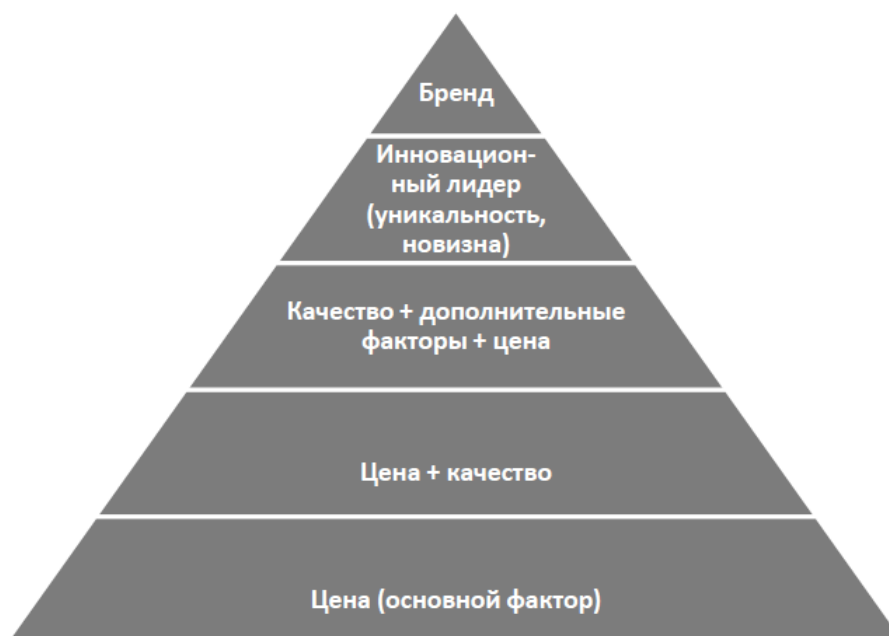 Бренд
Инновацион-
ный лидер
(уникальность,
новизна)
Качество + дополнительные
факторы + цена
Цена + качество
Цена (основной фактор)